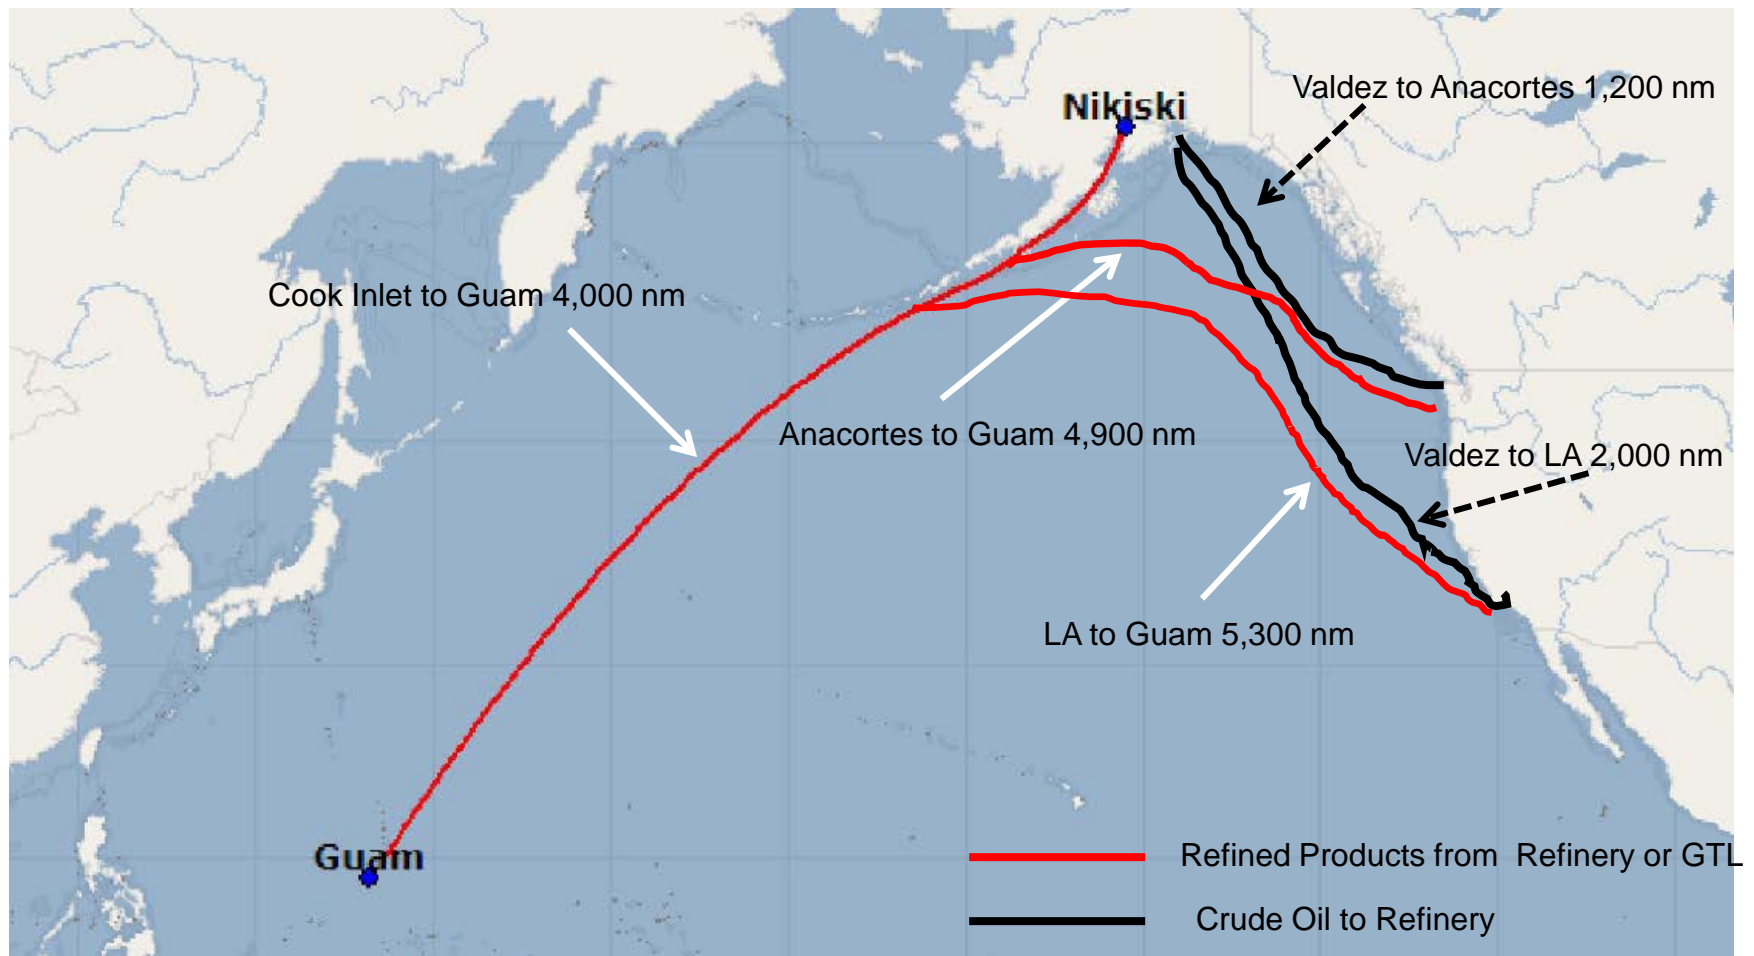 Valdez to Anacortes 1,200 nm
Nikiski
Cook Inlet to Guam 4,000 nm
Anacortes to Guam 4,900 nm
Valdez to LA 2,000 nm
LA to Guam 5,300 nm
Guam
Refined Products from Refinery or GTL
Crude Oil to Refinery